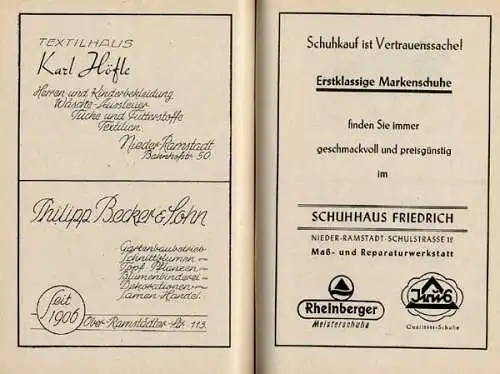 TEXTILHAUS
Karl Höfle
Herren und Kinderbekleidung
Wäsche-Aussteuer
Tücke und Futterstoffe
Textilien.
Nieder Ramstadt
Bahnhofstr 50.
Philipp Becker & Sohn
Gartenbaubetrieb
Schnittblumen-
Topf Pflanzen-
Blumenbinderei-
Dekorationen-
Samen Handel.
Seit
1906
Ober-Ramstädter-Str. 113.
Schuhkauf ist Vertrauenssache!
Erstklassige Markenschuhe
finden Sie immer
geschmackvoll und preisgünstig
im
SCHUHHAUS FRIEDRICH
NIEDER-RAMSTADT-SCHULSTRASSE 12
Maß- und Reparaturwerkstatt
Rheinberger
Meisterschuhe
Qualitäts-Schuhe